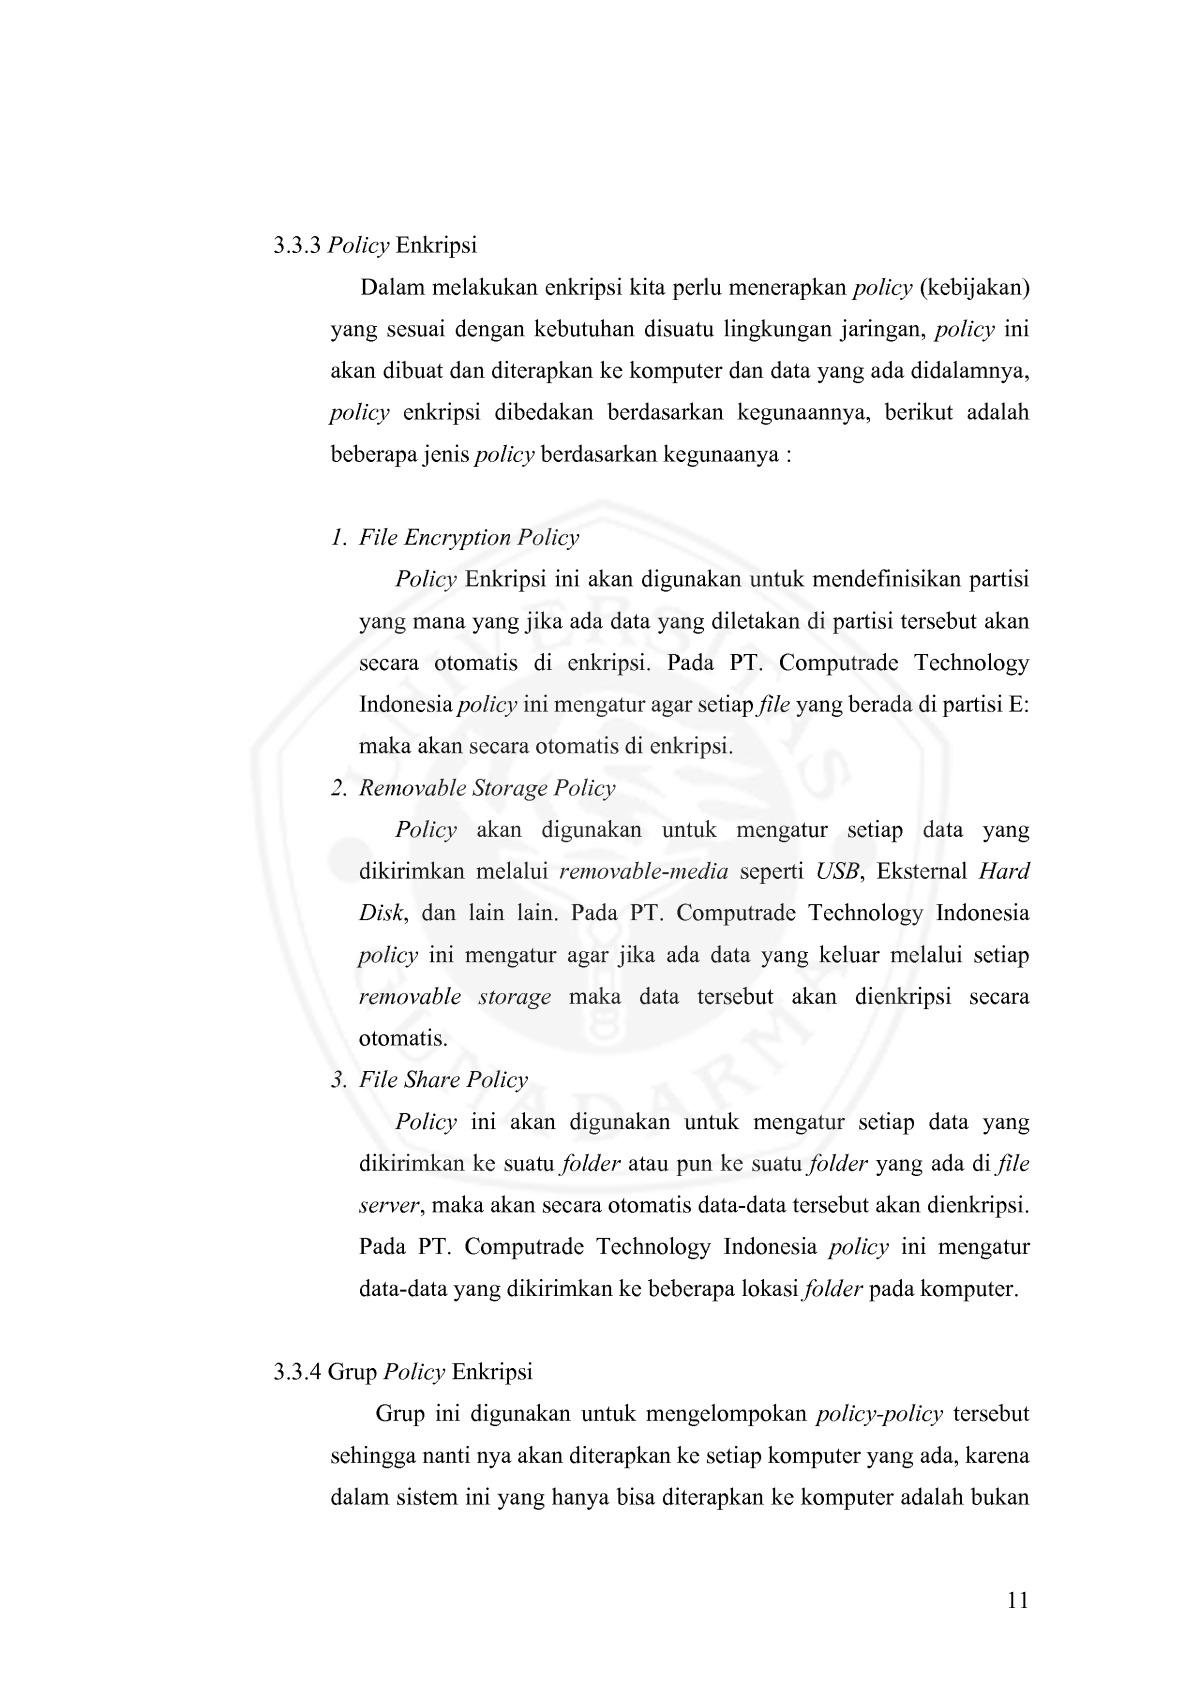 3.3.3 Policy Enkripsi
Dalam melakukan enkripsi kita perlu menerapkan policy (kebijakan)
yang sesuai dengan kebutuhan disuatu lingkungan jaringan, policy ini
akan dibuat dan diterapkan ke komputer dan data yang ada didalamnya,
policy enkripsi dibedakan berdasarkan kegunaannya, berikut adalah
beberapa jenis policy berdasarkan kegunaanya :
1. File Encryption Policy
Policy Enkripsi ini akan digunakan untuk mendefinisikan partisi
yang mana yang jika ada data yang diletakan di partisi tersebut akan
secara otomatis di enkripsi. Pada PT. Computrade Technology
Indonesia policy ini mengatur agar setiap file yang berada di partisi E:
maka akan secara otomatis di enkripsi.
2. Removable Storage Policy
Policy akan digunakan untuk mengatur setiap data yang
dikirimkan melalui removable-media seperti USB, Eksternal Hard
Disk, dan lain lain. Pada PT. Computrade Technology Indonesia
policy ini mengatur agar jika ada data yang keluar melalui setiap
removable storage maka data tersebut akan dienkripsi secara
otomatis.
3. File Share Policy
Policy ini akan digunakan untuk mengatur setiap data yang
dikirimkan ke suatu folder atau pun ke suatu folder yang ada di file
server, maka akan secara otomatis data-data tersebut akan dienkripsi.
Pada PT. Computrade Technology Indonesia policy ini mengatur
data-data yang dikirimkan ke beberapa lokasi folder pada komputer.
3.3.4 Grup Policy Enkripsi
Grup ini digunakan untuk mengelompokan policy-policy tersebut
sehingga nanti nya akan diterapkan ke setiap komputer yang ada, karena
dalam sistem ini yang hanya bisa diterapkan ke komputer adalah bukan
11
UNIVERSITAS
GUNADARMA